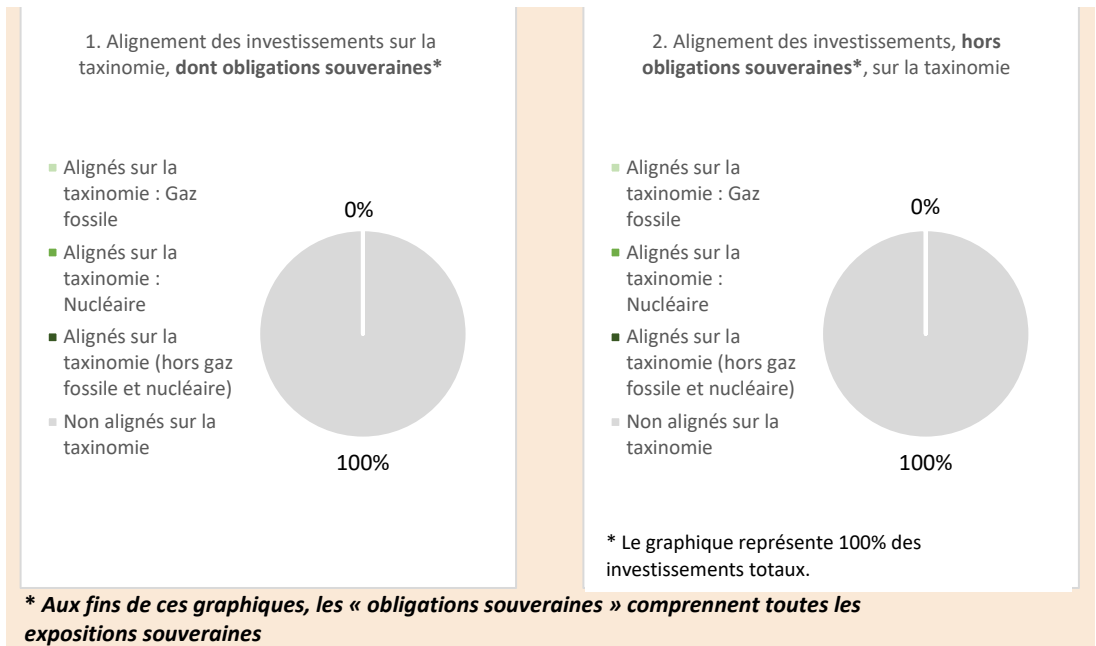 1. Alignement des investissements sur la
taxinomie, dont obligations souveraines*
Alignés sur la
taxinomie : Gaz
fossile
Alignés sur la
taxinomie :
Nucléaire
Alignés sur la
taxinomie (hors gaz
fossile et nucléaire)
Non alignés sur la
taxinomie
0%
100%
2. Alignement des investissements, hors
obligations souveraines*, sur la taxinomie
Alignés sur la
taxinomie : Gaz
fossile
Alignés sur la
taxinomie :
Nucléaire
Alignés sur la
taxinomie (hors gaz
fossile et nucléaire)
Non alignés sur la
taxinomie
0%
100%
* Le graphique représente 100% des
investissements totaux.
* Aux fins de ces graphiques, les « obligations souveraines » comprennent toutes les
expositions souveraines